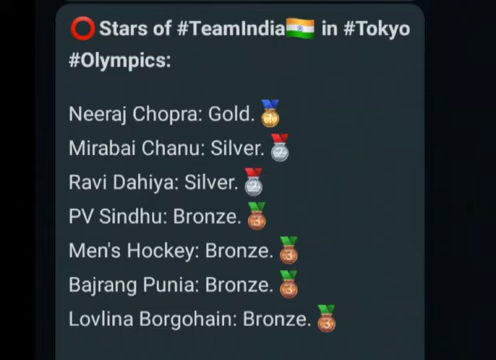 ⭕Stars of #TeamIndia🇮🇳 in #Tokyo
#Olympics:
Neeraj Chopra: Gold.🥇
Mirabai Chanu: Silver.🥈
Ravi Dahiya: Silver.🥈
PV Sindhu: Bronze.🥉
Men's Hockey: Bronze.🥉
Bajrang Punia: Bronze.🥉
Lovlina Borgohain: Bronze.🥉